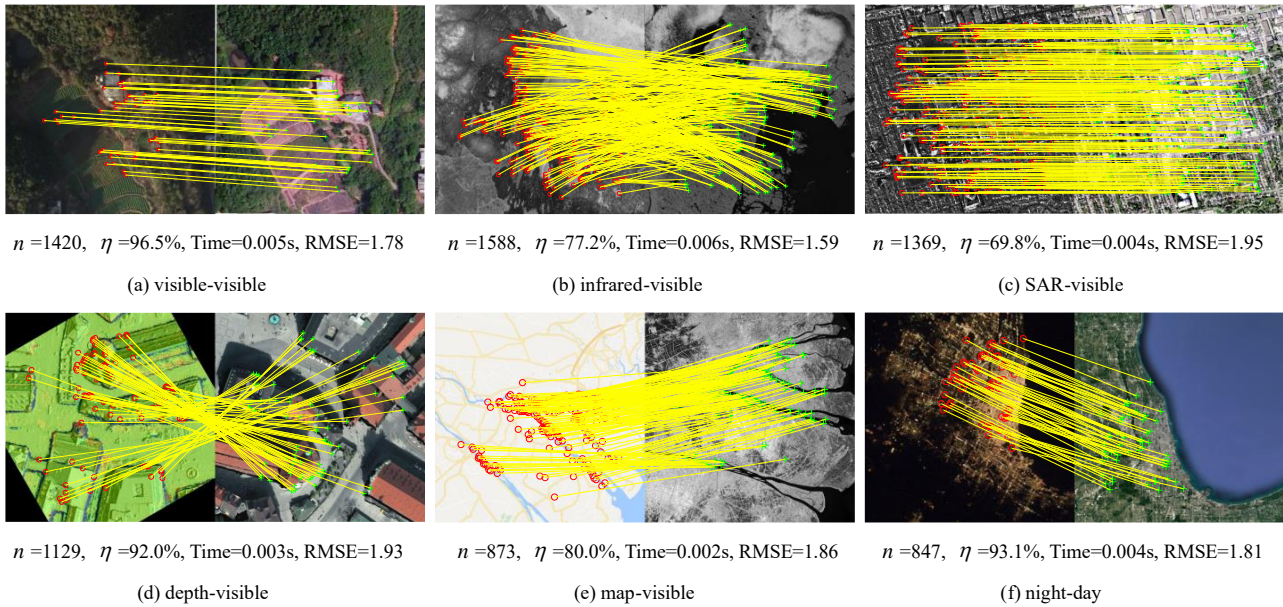 n =1420, η =96.5%, Time=0.005s, RMSE=1.78
(a) visible-visible
n =1588, η =77.2%, Time=0.006s, RMSE=1.59
(b) infrared-visible
n =1369, η =69.8%, Time=0.004s, RMSE=1.95
(c) SAR-visible
n =1129, η =92.0%, Time=0.003s, RMSE=1.93
(d) depth-visible
n =873, η =80.0%, Time=0.002s, RMSE=1.86
(e) map-visible
n =847, η =93.1%, Time=0.004s, RMSE=1.81
(f) night-day